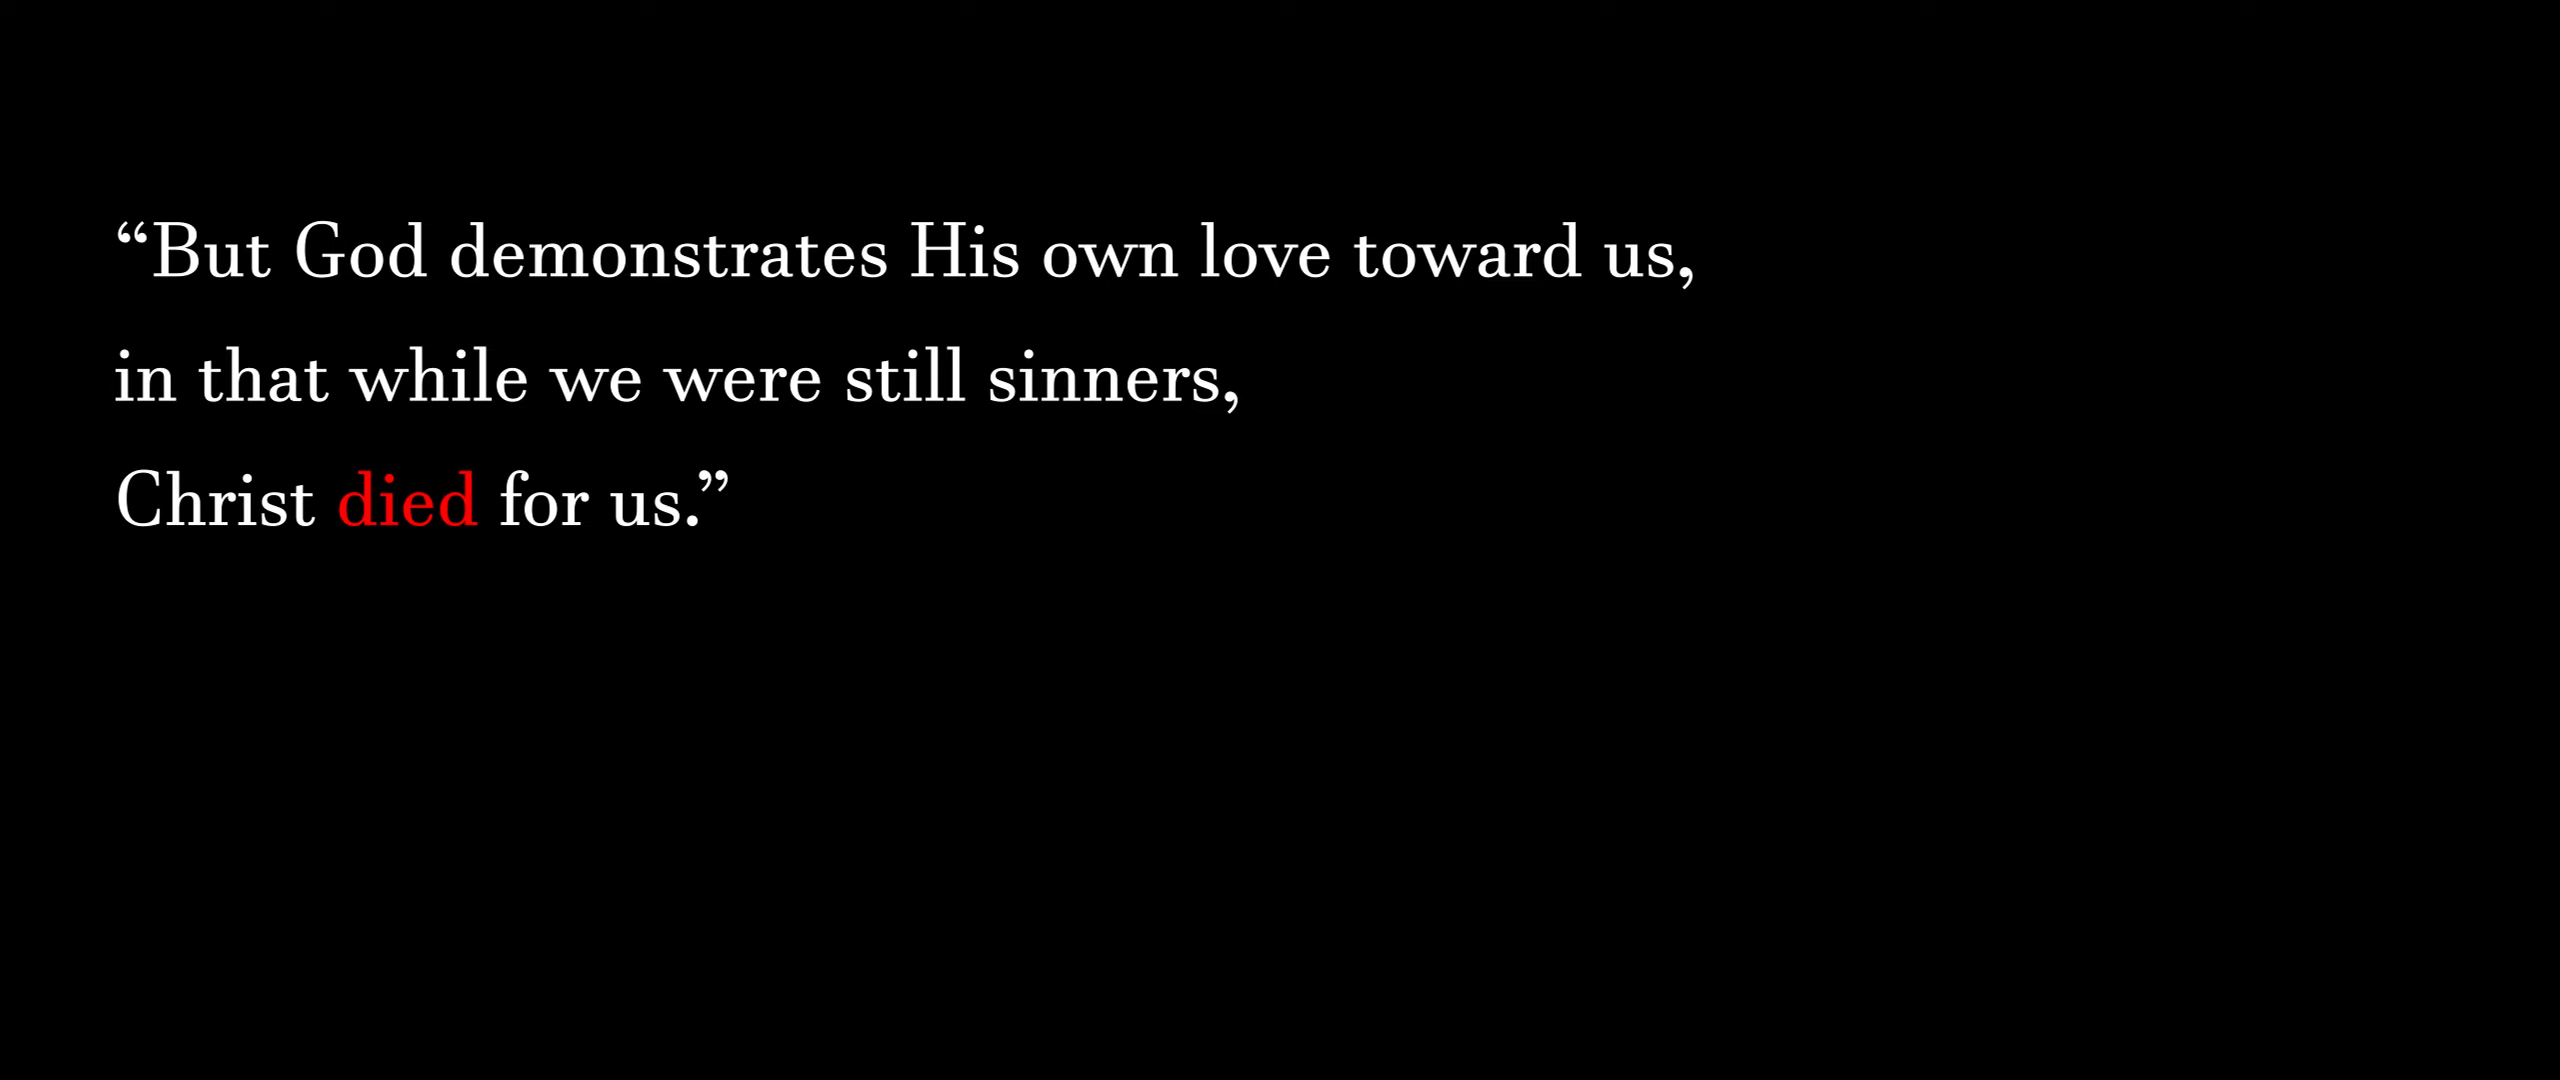 “But God demonstrates His own love toward us,
in that while we were still sinners,
Christ died for us.”